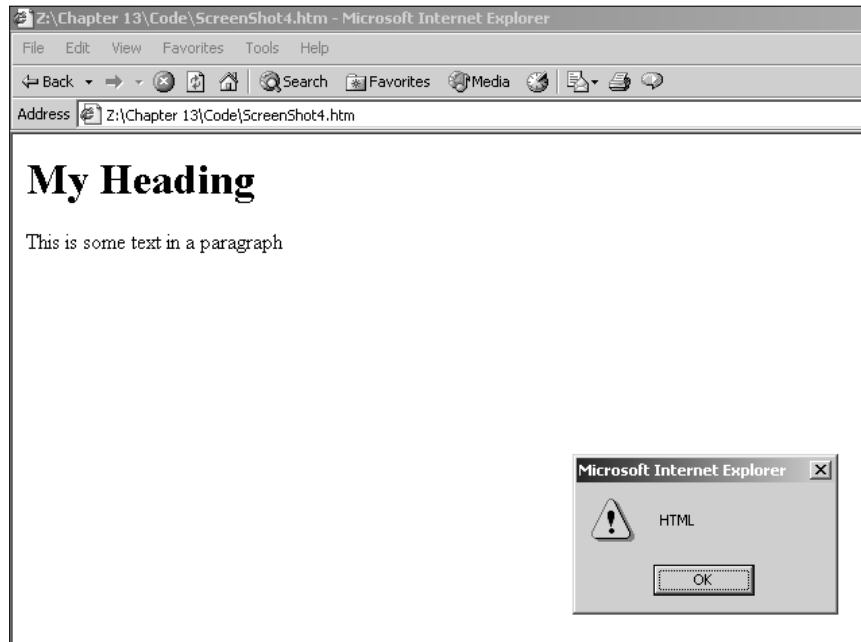 Z:\Chapter 13\Code\ScreenShot4.htm - Microsoft Internet Explorer
File Edit View Favorites Tools Help
Back Search Favorites Media
Address Z:\Chapter 13\Code\ScreenShot4.htm
My Heading
This is some text in a paragraph
Microsoft Internet Explorer
HTML
OK